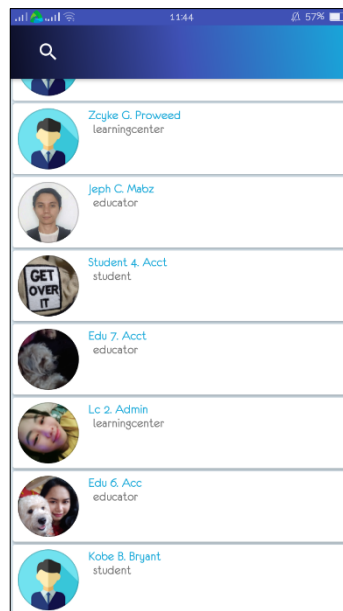 11:44
57%
Zcyke G. Proweed
learningcenter
Jeph C. Mabz
educator
Student 4. Acct
student
GET
OVER
IT
Edu 7. Acct
educator
Lc 2. Admin
learningcenter
Edu 6. Acc
educator
Kobe B. Bryant
student